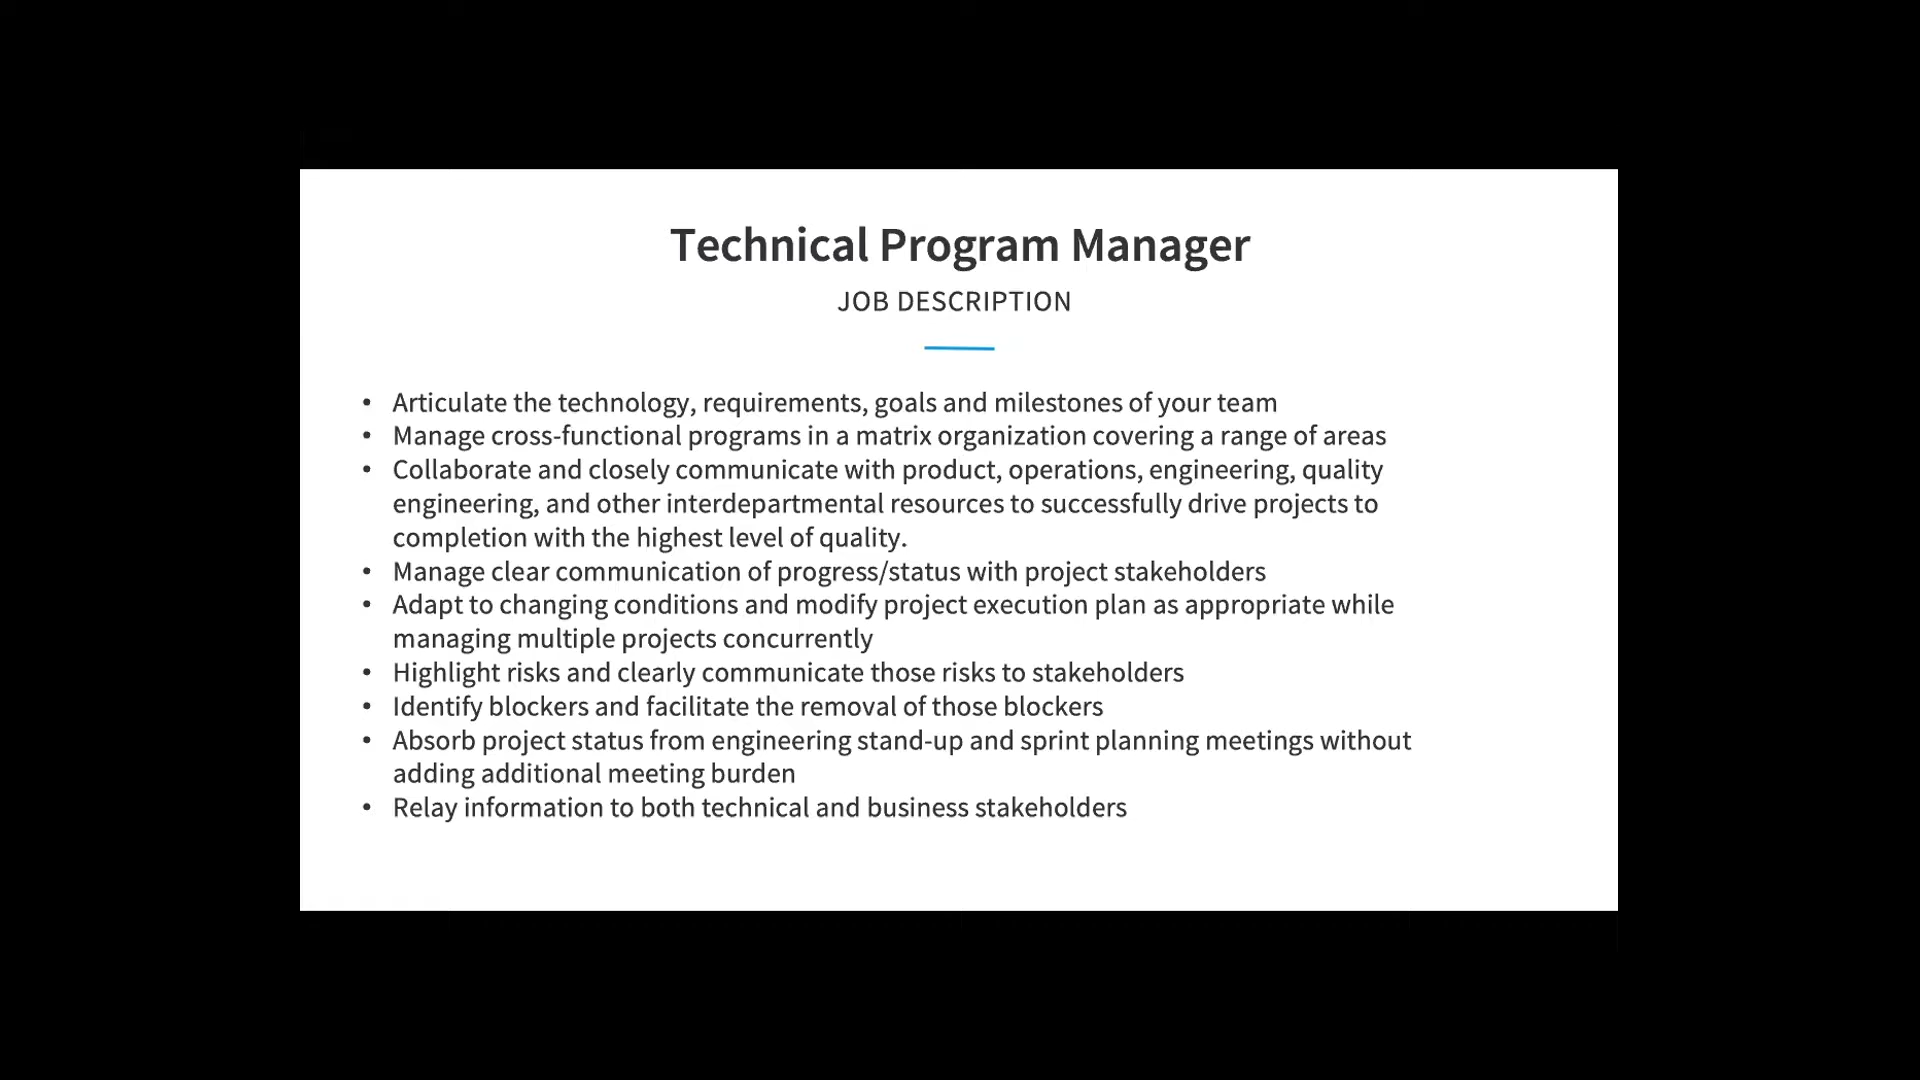 Technical Program Manager
JOB DESCRIPTION
• Articulate the technology, requirements, goals and milestones of your team
• Manage cross-functional programs in a matrix organization covering a range of areas
• Collaborate and closely communicate with product, operations, engineering, quality
engineering, and other interdepartmental resources to successfully drive projects to
completion with the highest level of quality.
• Manage clear communication of progress/status with project stakeholders
• Adapt to changing conditions and modify project execution plan as appropriate while
managing multiple projects concurrently
• Highlight risks and clearly communicate those risks to stakeholders
• Identify blockers and facilitate the removal of those blockers
• Absorb project status from engineering stand-up and sprint planning meetings without
adding additional meeting burden
• Relay information to both technical and business stakeholders